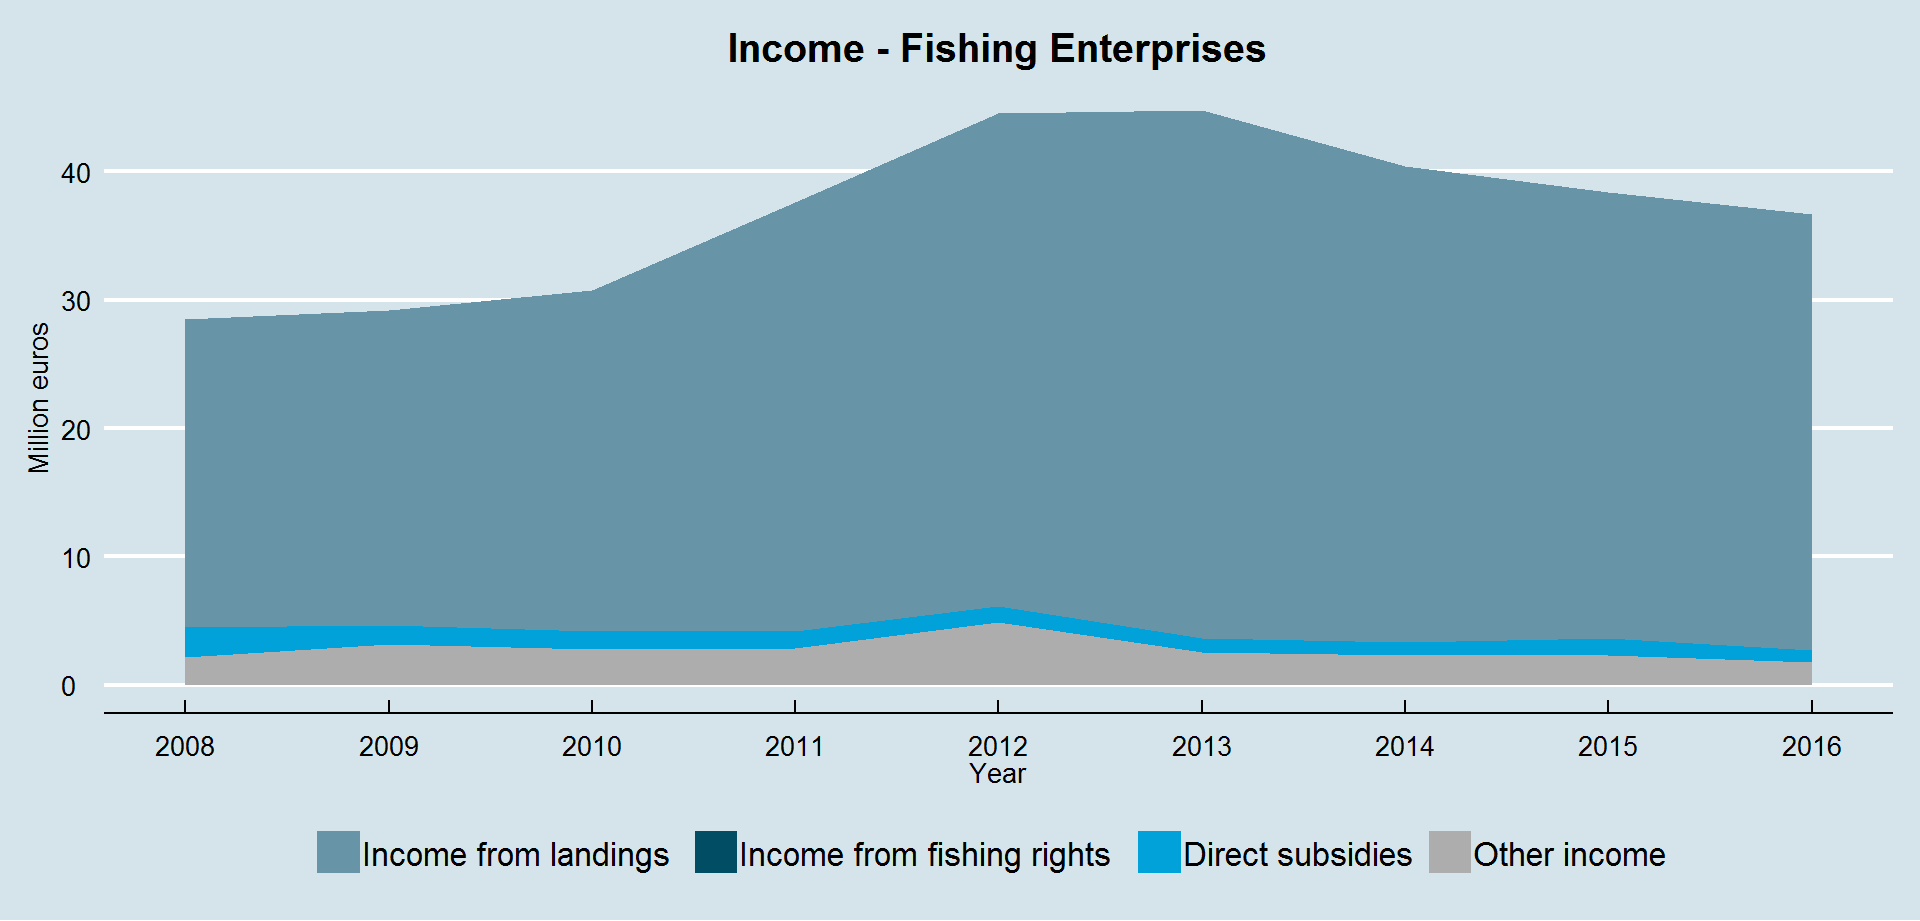 Income - Fishing Enterprises
40
30
20
10
0
Million euros
2008 2009 2010 2011 2012 2013 2014 2015 2016
Year
Income from landings Income from fishing rights Direct subsidies Other income